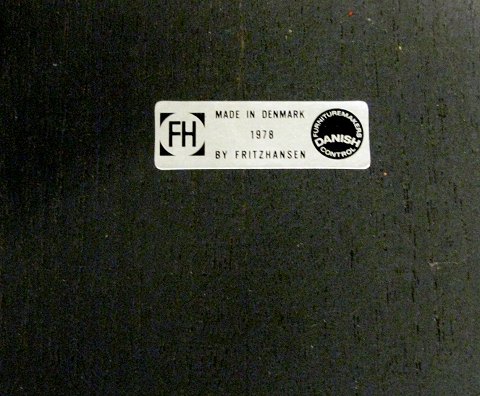 FH
MADE IN DENMARK
1978
BY FRITZHANSEN
FURNITUREMAKERS
DANISH
CONTROL